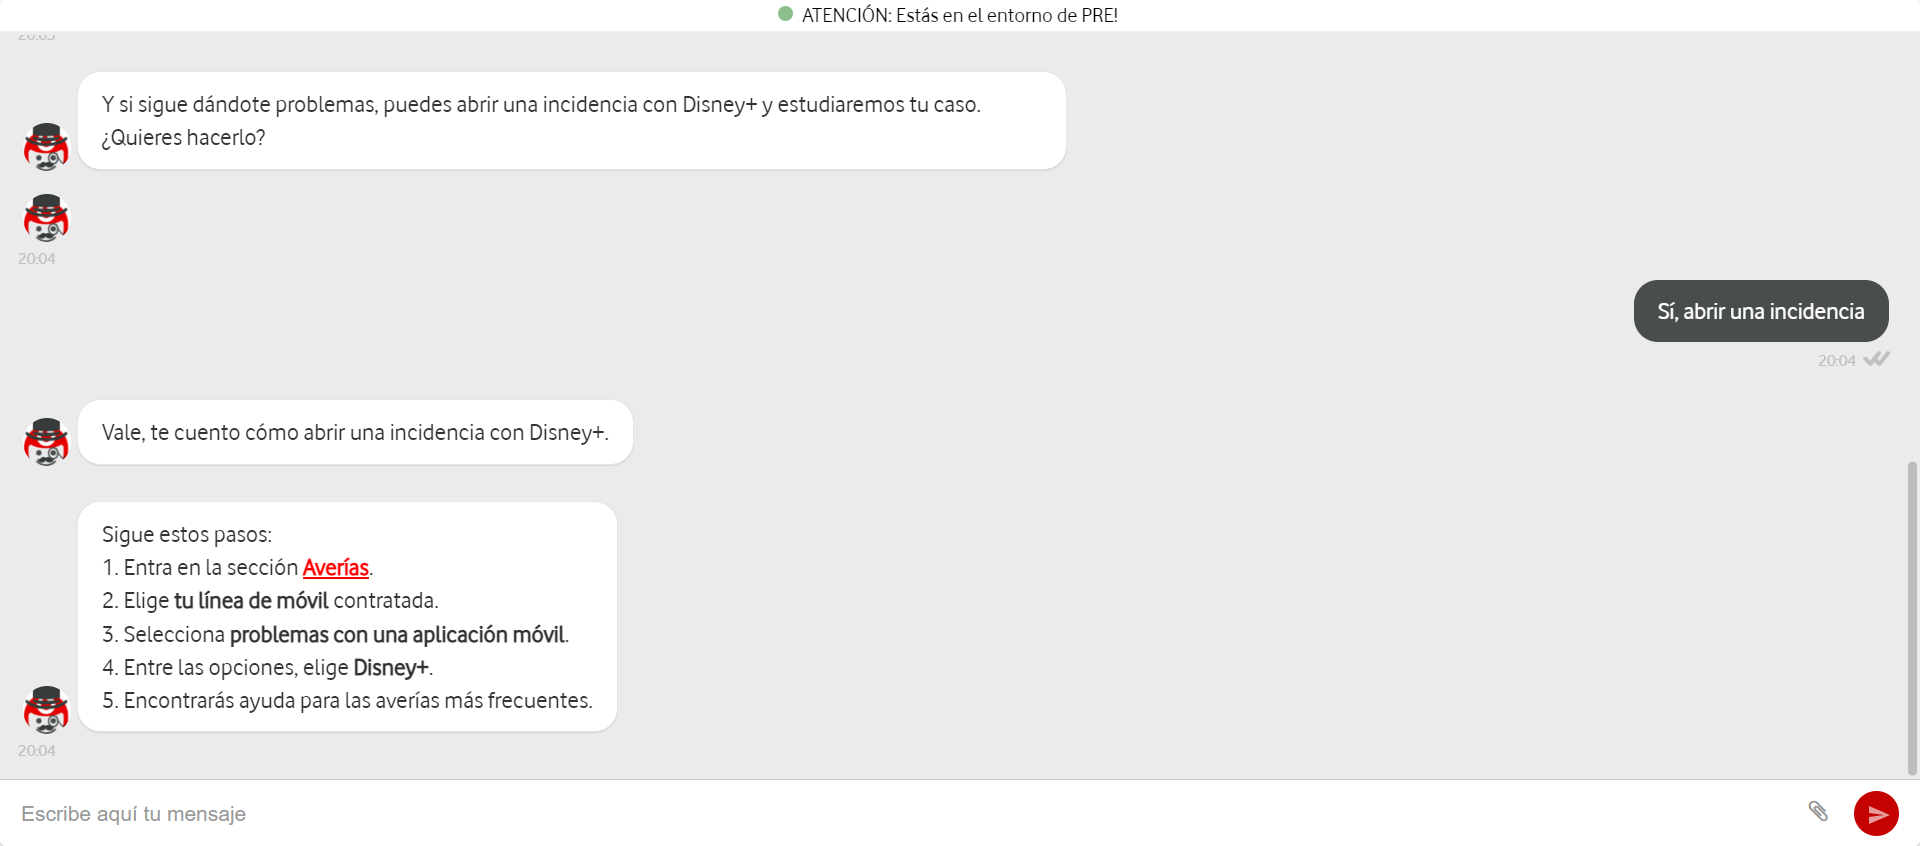 ATENCIÓN: Estás en el entorno de PRE!
Y si sigue dándote problemas, puedes abrir una incidencia con Disney+ y estudiaremos tu caso.
¿Quieres hacerlo?
20:04
Sí, abrir una incidencia
20:04
Vale, te cuento cómo abrir una incidencia con Disney+.
Sigue estos pasos:
1. Entra en la sección Averías.
2. Elige tu línea de móvil contratada.
3. Selecciona problemas con una aplicación móvil.
4. Entre las opciones, elige Disney+.
5. Encontrarás ayuda para las averías más frecuentes.
20:04
Escribe aquí tu mensaje